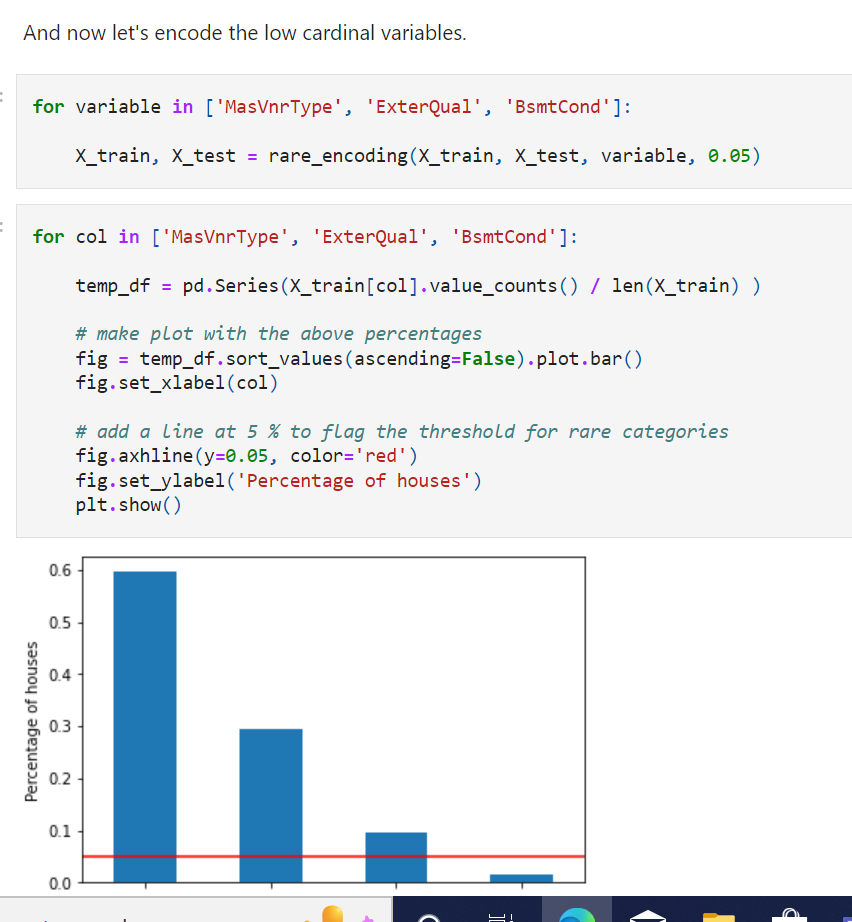 And now let's encode the low cardinal variables.
for variable in ['MasVnrType', 'ExterQual', 'BsmtCond']:
X_train, X_test = rare_encoding(X_train, X_test, variable, 0.05)
for col in ['MasVnrType', 'ExterQual', 'BsmtCond']:
temp_df = pd.Series(X_train[col].value_counts() / len(X_train) )
# make plot with the above percentages
fig = temp_df.sort_values(ascending=False).plot.bar()
fig.set_xlabel(col)
# add a line at 5 % to flag the threshold for rare categories
fig.axhline(y=0.05, color='red')
fig.set_ylabel('Percentage of houses')
plt.show()
Percentage of houses
0.6
0.5
0.4
0.3
0.2
0.1
0.0